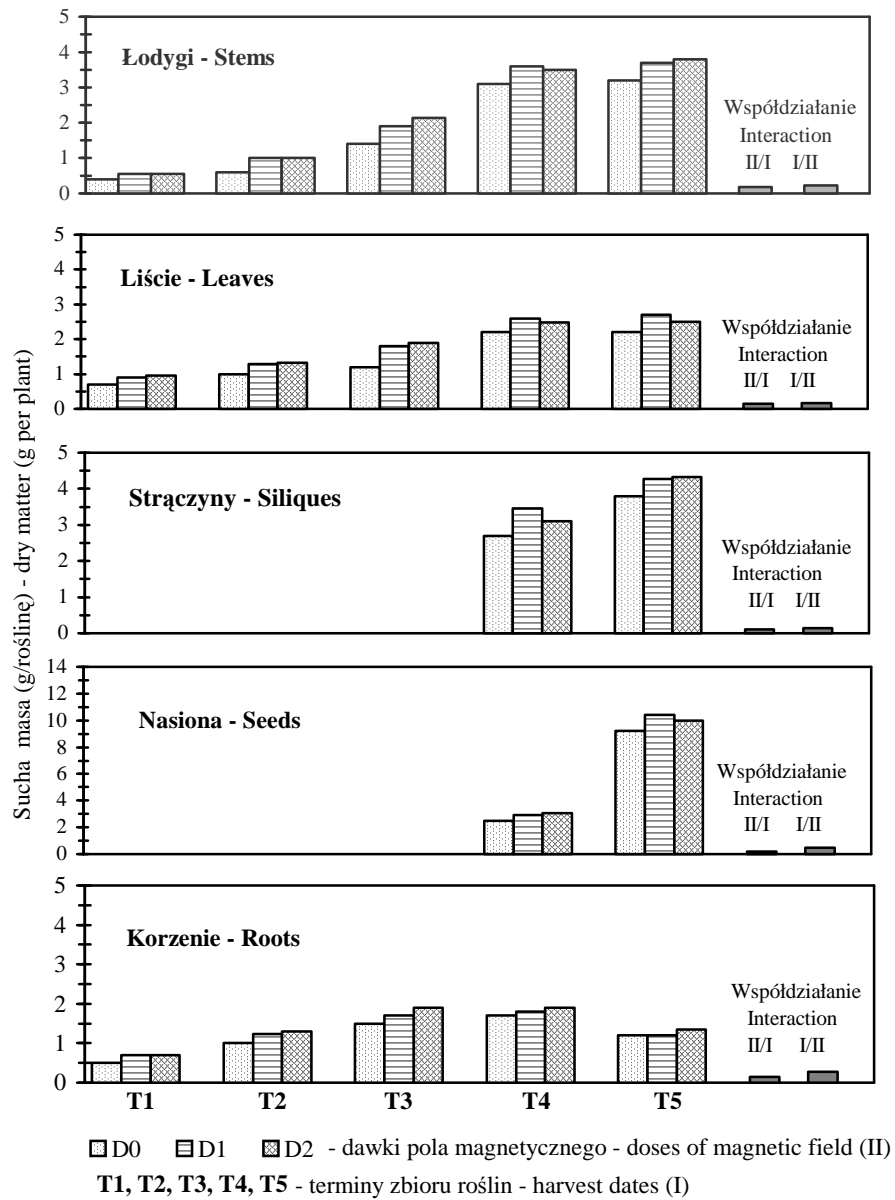 5
4
3
2
1
0
Łodygi - Stems
Współdziałanie
Interaction
II/I I/II
5
4
3
2
1
0
Liście - Leaves
Współdziałanie
Interaction
II/I I/II
5
4
3
2
1
0
Strączyny - Siliques
Współdziałanie
Interaction
II/I I/II
14
12
10
8
6
4
2
0
Nasiona - Seeds
Współdziałanie
Interaction
II/I I/II
5
4
3
2
1
0
Korzenie - Roots
Współdziałanie
Interaction
II/I I/II
T1 T2 T3 T4 T5
Sucha masa (g/roślinę) - dry matter (g per plant)
D0 D1 D2 - dawki pola magnetycznego - doses of magnetic field (II)
T1, T2, T3, T4, T5 - terminy zbioru roślin - harvest dates (I)